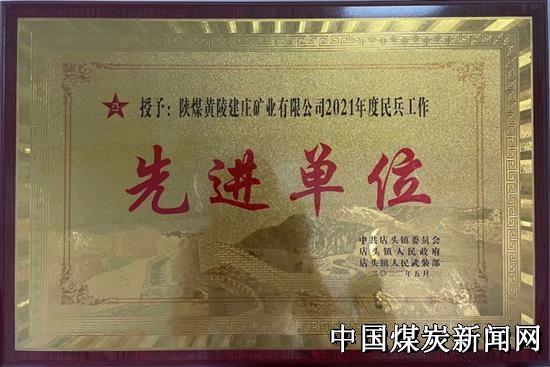 授予：陕煤黄陵建庄矿业有限公司2021年度民兵工作
先进单位
中共店头镇委员会
店头镇人民政府
店头镇人民武装部
二〇二二年五月
中国煤炭新闻网